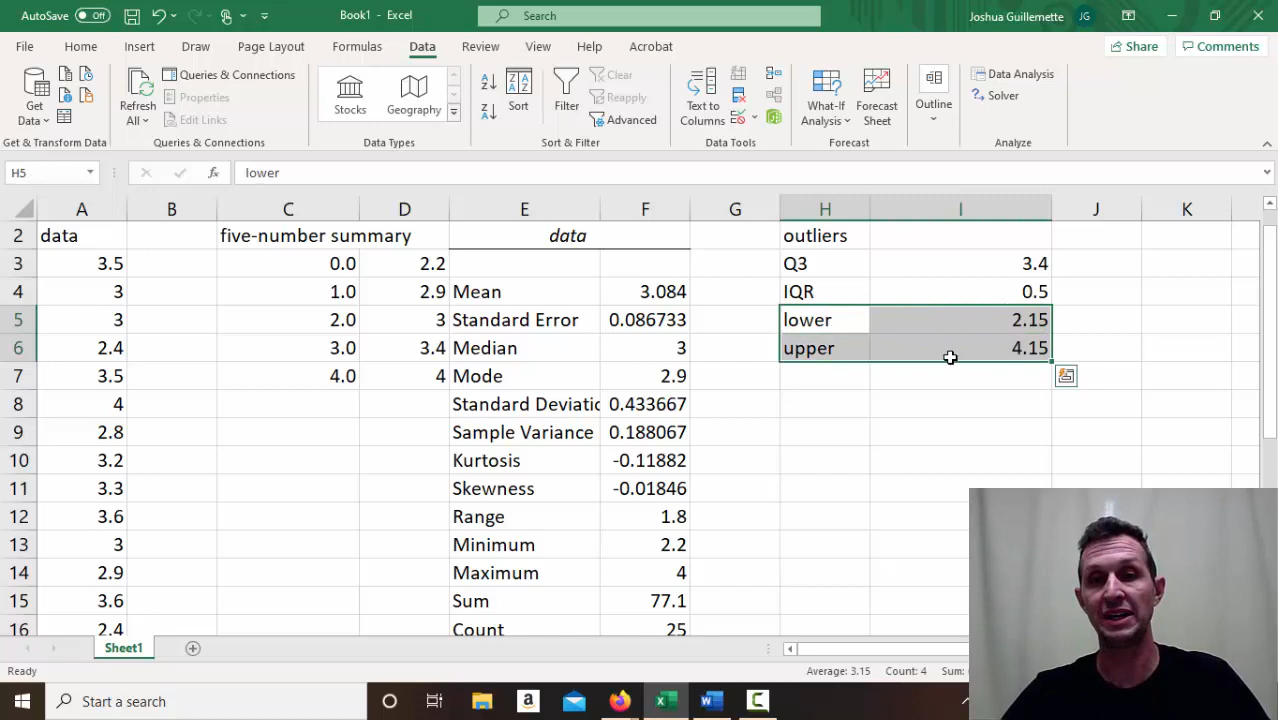 AutoSave Off Book1 - Excel Search Joshua Guillemette JG
File Home Insert Draw Page Layout Formulas Data Review View Help Acrobat Share Comments
Get Data
Refresh All
Queries & Connections
Properties
Edit Links
Stocks
Geography
Sort
Filter
Clear
Reapply
Advanced
Text to Columns
What-If Analysis
Forecast Sheet
Outline
Data Analysis
Solver
Get & Transform Data Queries & Connections Data Types Sort & Filter Data Tools Forecast Analyze
H5 fx lower
A B C D E F G H I J K
2 data five-number summary data outliers
3 3.5 0.0 2.2 Q3 3.4
4 3 1.0 2.9 Mean 3.084 IQR 0.5
5 3 2.0 3 Standard Error 0.086733 lower 2.15
6 2.4 3.0 3.4 Median 3 upper 4.15
7 3.5 4.0 4 Mode 2.9
8 4 Standard Deviatic 0.433667
9 2.8 Sample Variance 0.188067
10 3.2 Kurtosis -0.11882
11 3.3 Skewness -0.01846
12 3.6 Range 1.8
13 3 Minimum 2.2
14 2.9 Maximum 4
15 3.6 Sum 77.1
16 2.4 Count 25
Sheet1
Ready Average: 3.15 Count: 4 Sum:
Start a search